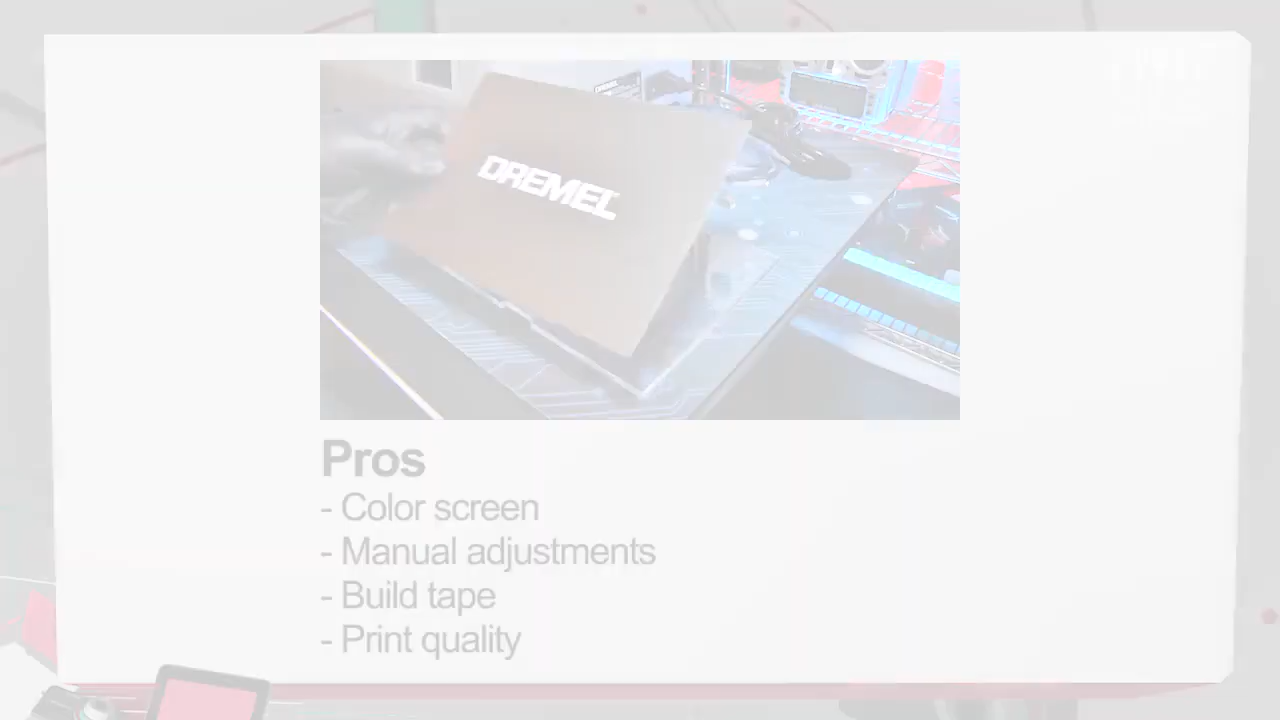 DREMEL
Pros
- Color screen
- Manual adjustments
- Build tape
- Print quality